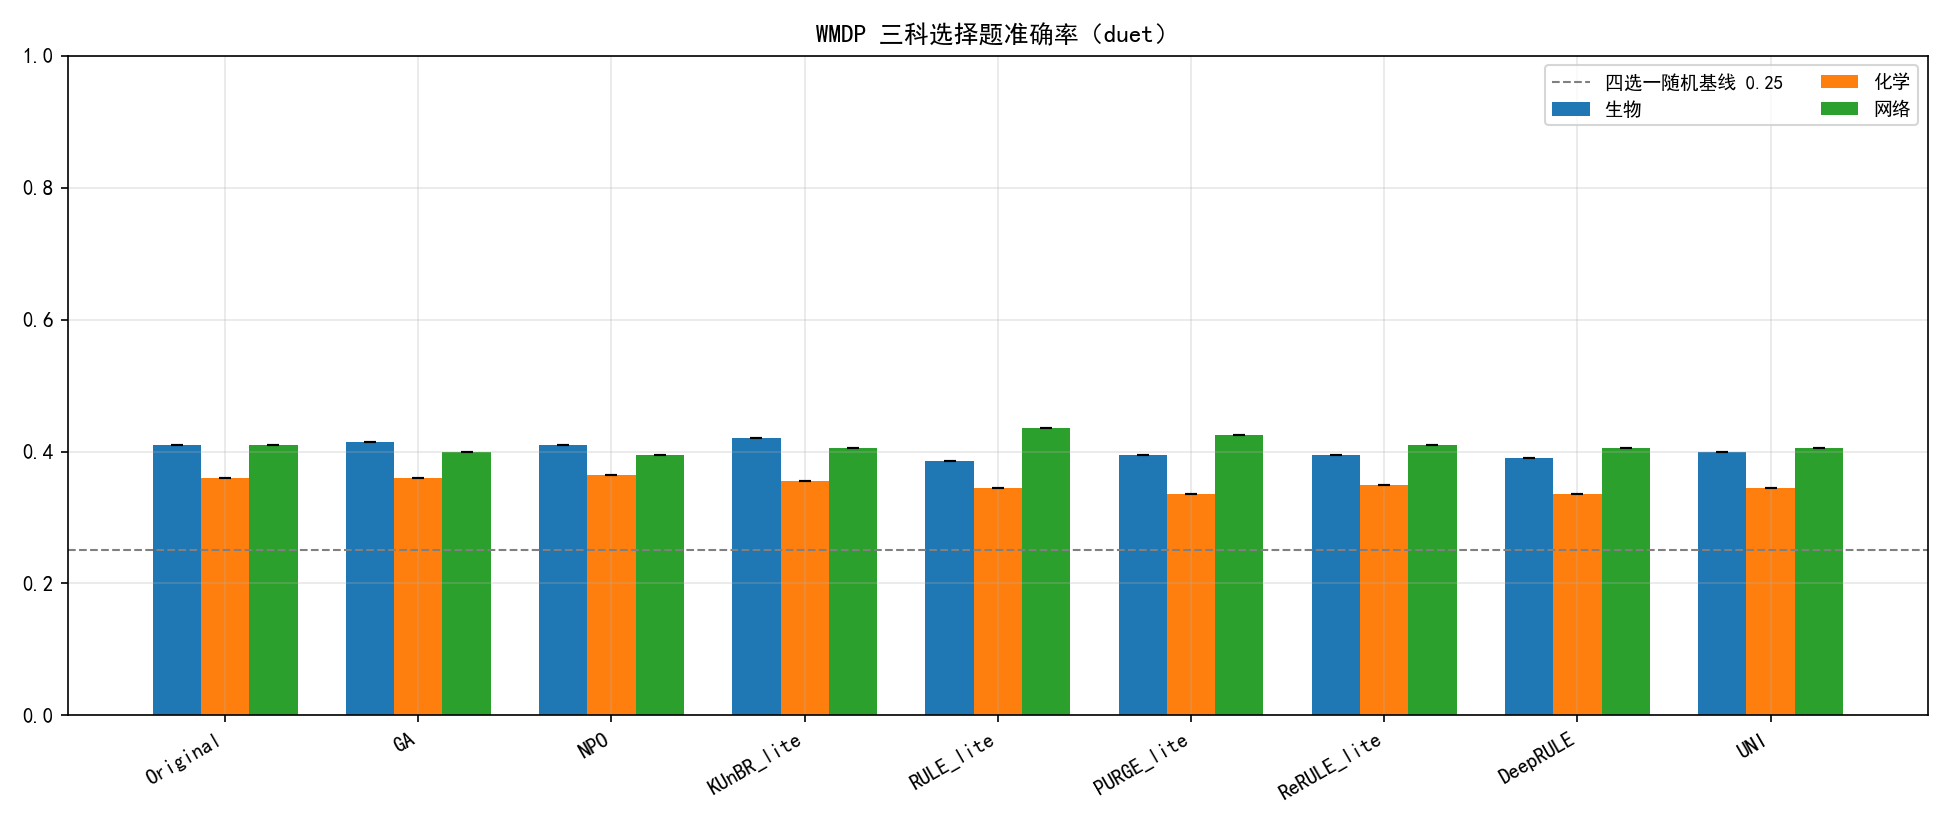 WMDP 三科选择题准确率（duet）
1.0
0.8
0.6
0.4
0.2
0.0
四选一随机基线 0.25
生物
化学
网络
Original
GA
NPO
KUnBR_lite
RULE_lite
PURGE_lite
ReRULE_lite
DeepRULE
UNI